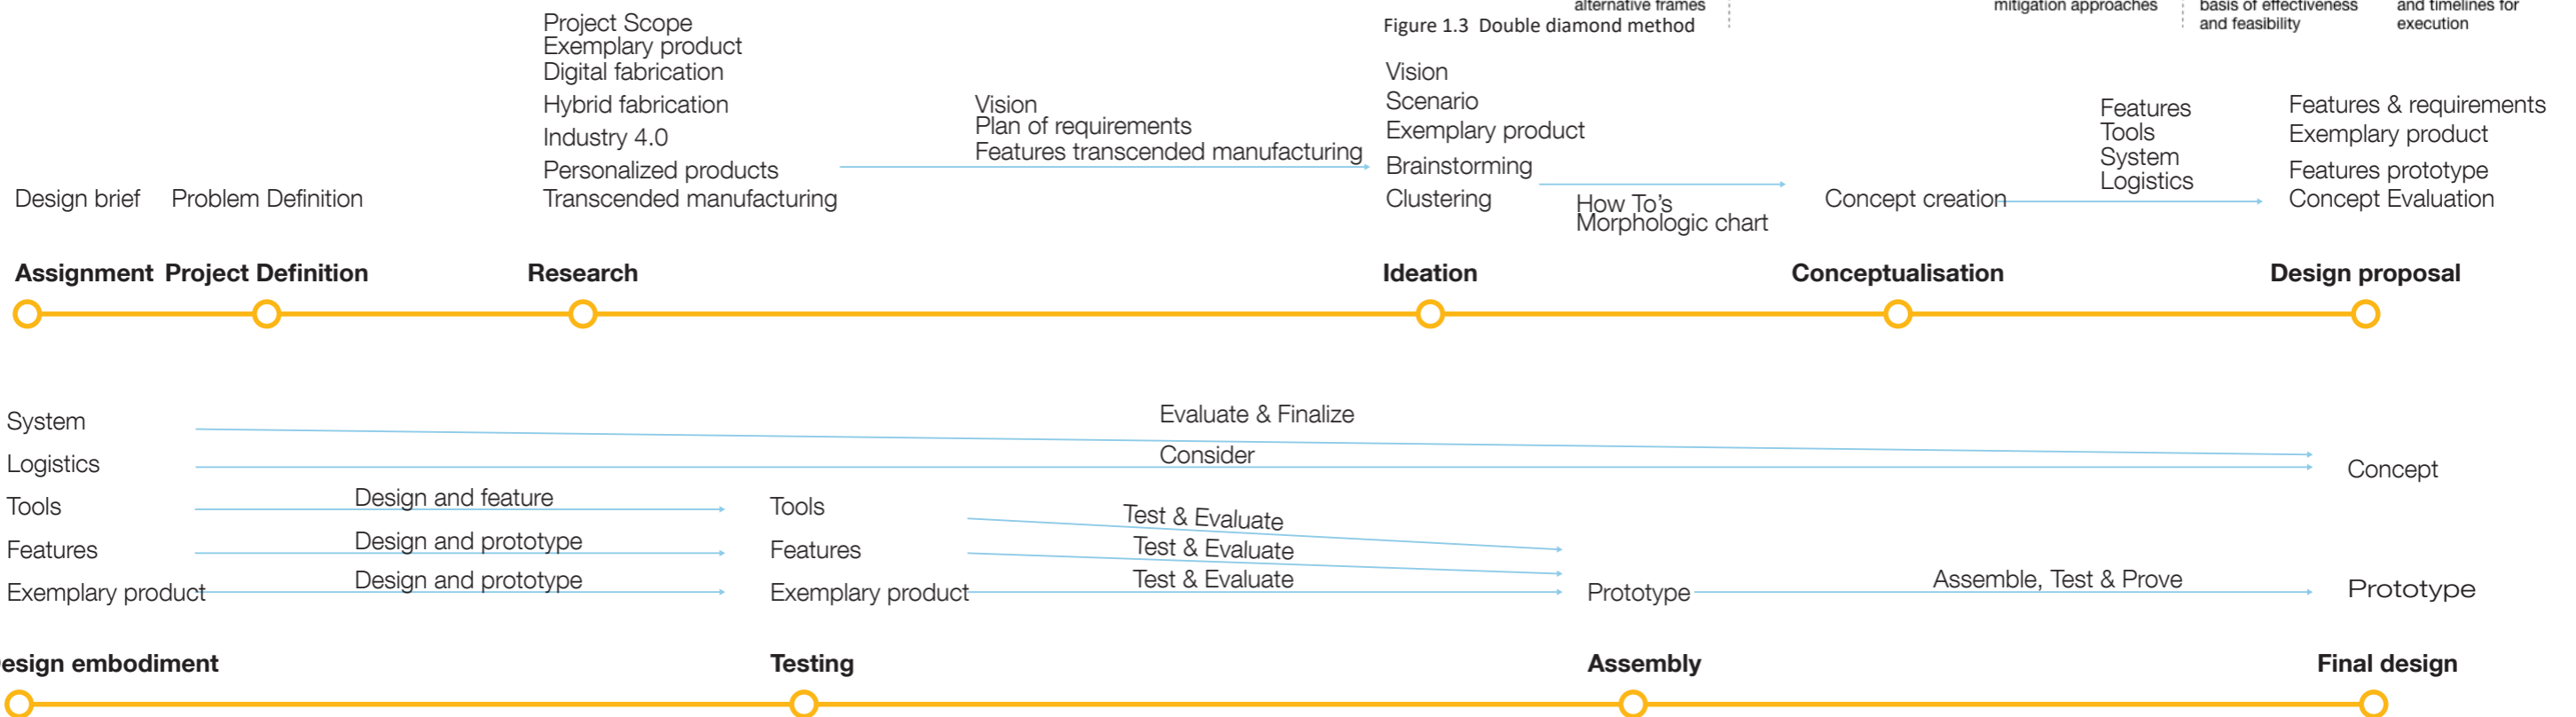 alternative frames
mitigation approaches
basis of effectiveness
and feasibility
and timelines for
execution
Figure 1.3 Double diamond method
Project Scope
Exemplary product
Digital fabrication
Hybrid fabrication
Industry 4.0
Personalized products
Transcended manufacturing
Design brief
Problem Definition
Vision
Plan of requirements
Features transcended manufacturing
Vision
Scenario
Exemplary product
Brainstorming
Clustering
How To's
Morphologic chart
Concept creation
Features
Tools
System
Logistics
Features & requirements
Exemplary product
Features prototype
Concept Evaluation
Assignment
Project Definition
Research
Ideation
Conceptualisation
Design proposal
System
Evaluate & Finalize
Logistics
Consider
Concept
Tools
Design and feature
Tools
Test & Evaluate
Features
Design and prototype
Features
Test & Evaluate
Exemplary product
Design and prototype
Exemplary product
Test & Evaluate
Prototype
Assemble, Test & Prove
Prototype
esign embodiment
Testing
Assembly
Final design